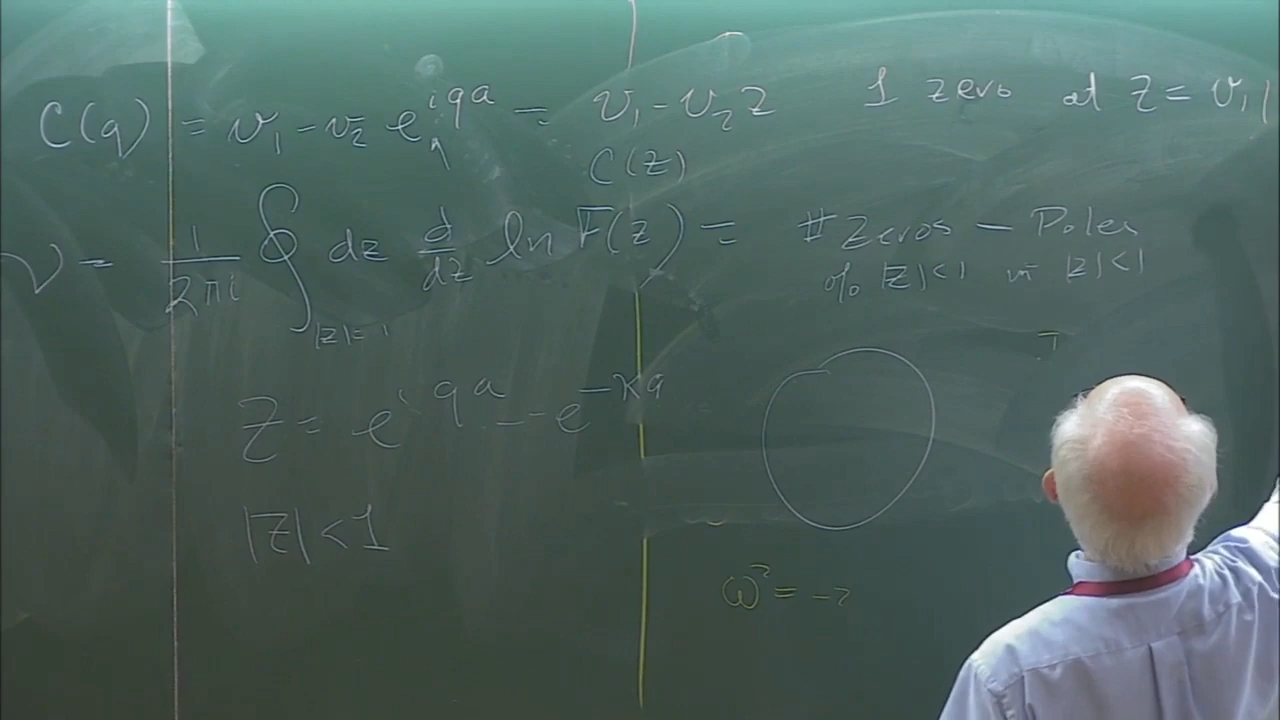 C(q) = v₁ - v₂ e^{iqa} = v₁ - v₂ z 1 zero at z = v₁ |
C(z)
ν = 1/2πi ∮_{|z|=1} dz d/dz ln F(z) = # Zeros - Poles
of |z|<1 in |z|<1
z = e^{iqa} = e^{-κa}
|z| < 1
ω² = -2